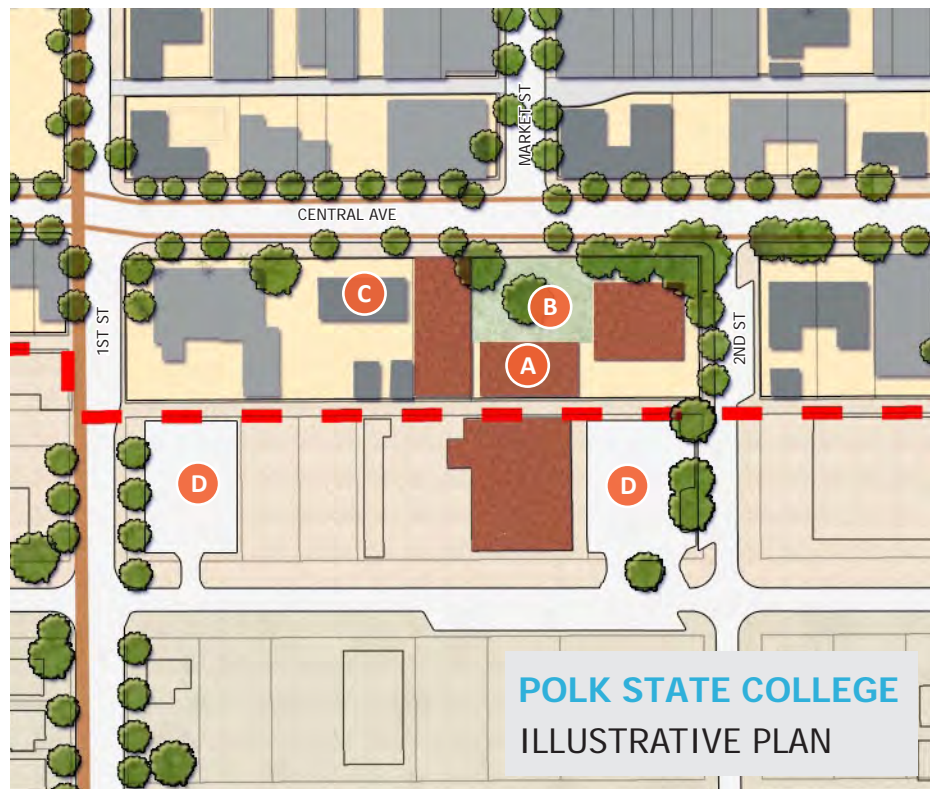 MARKET ST
CENTRAL AVE
1ST ST
C
B
2ND ST
A
D
D
POLK STATE COLLEGE
ILLUSTRATIVE PLAN